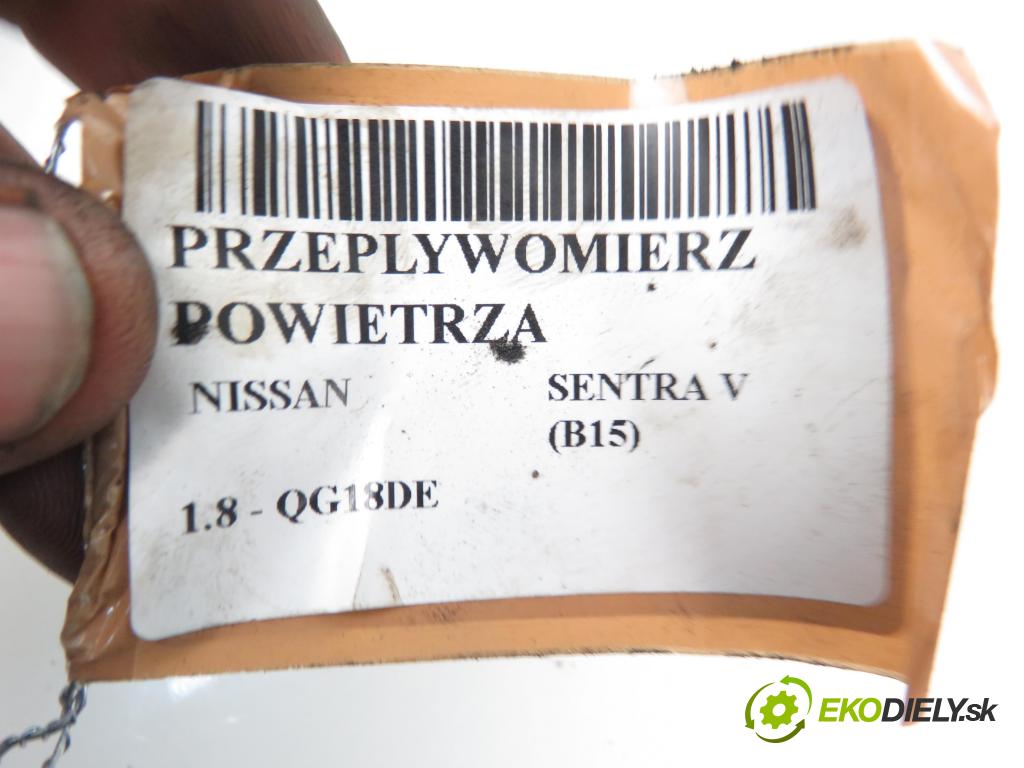 PRZEPLYWOMIERZ
POWIETRZA
NISSAN SENTRA V
(B15)
1.8 - QG18DE
EKODIELY.sk